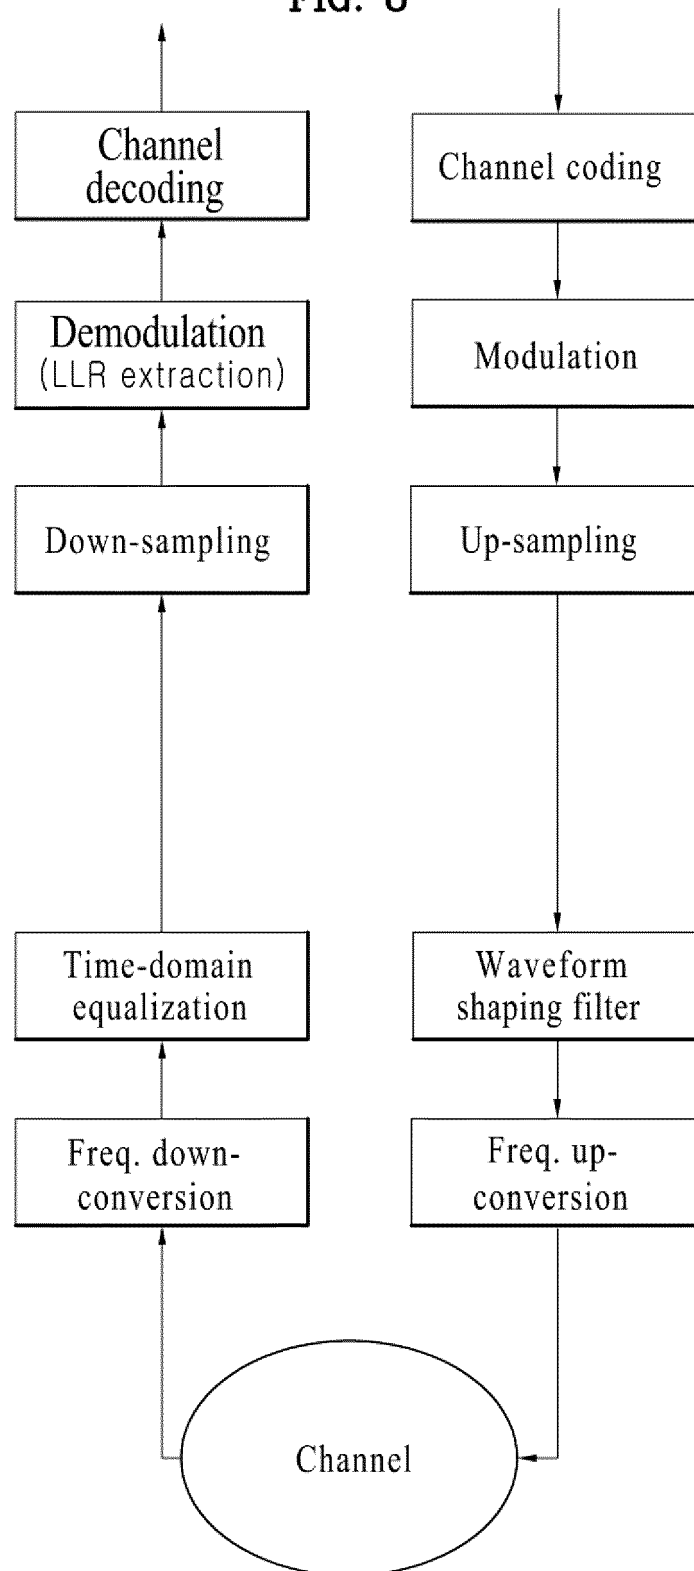 FIG.
Channel
decoding
Channel coding
Demodulation
(LLR extraction)
Modulation
Down-sampling
Up-sampling
Time-domain
equalization
Waveform
shaping filter
Freq. down-
conversion
Freq. up-
conversion
Channel